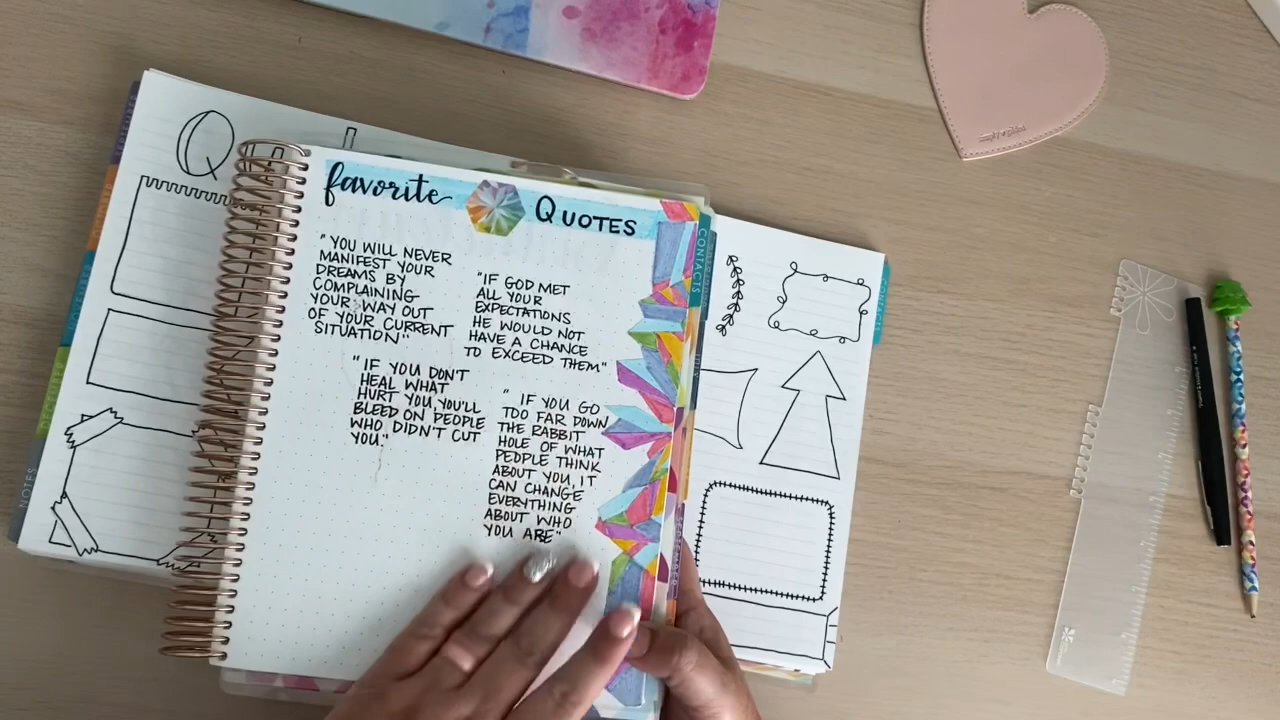 favorite QUOTES
"YOU WILL NEVER
MANIFEST YOUR
DREAMS BY
COMPLAINING
YOUR WAY OUT
OF YOUR CURRENT
SITUATION"
"IF GOD MET
ALL YOUR
EXPECTATIONS
HE WOULD NOT
HAVE A CHANCE
TO EXCEED THEM"
"IF YOU DON'T
HEAL WHAT
HURT YOU, YOU'LL
BLEED ON PEOPLE
WHO DIDN'T CUT
YOU."
" IF YOU GO
TOO FAR DOWN
THE RABBIT
HOLE OF WHAT
PEOPLE THINK
ABOUT YOU, IT
CAN CHANGE
EVERYTHING
ABOUT WHO
YOU ARE"
Q
CONTACTS
NOTES